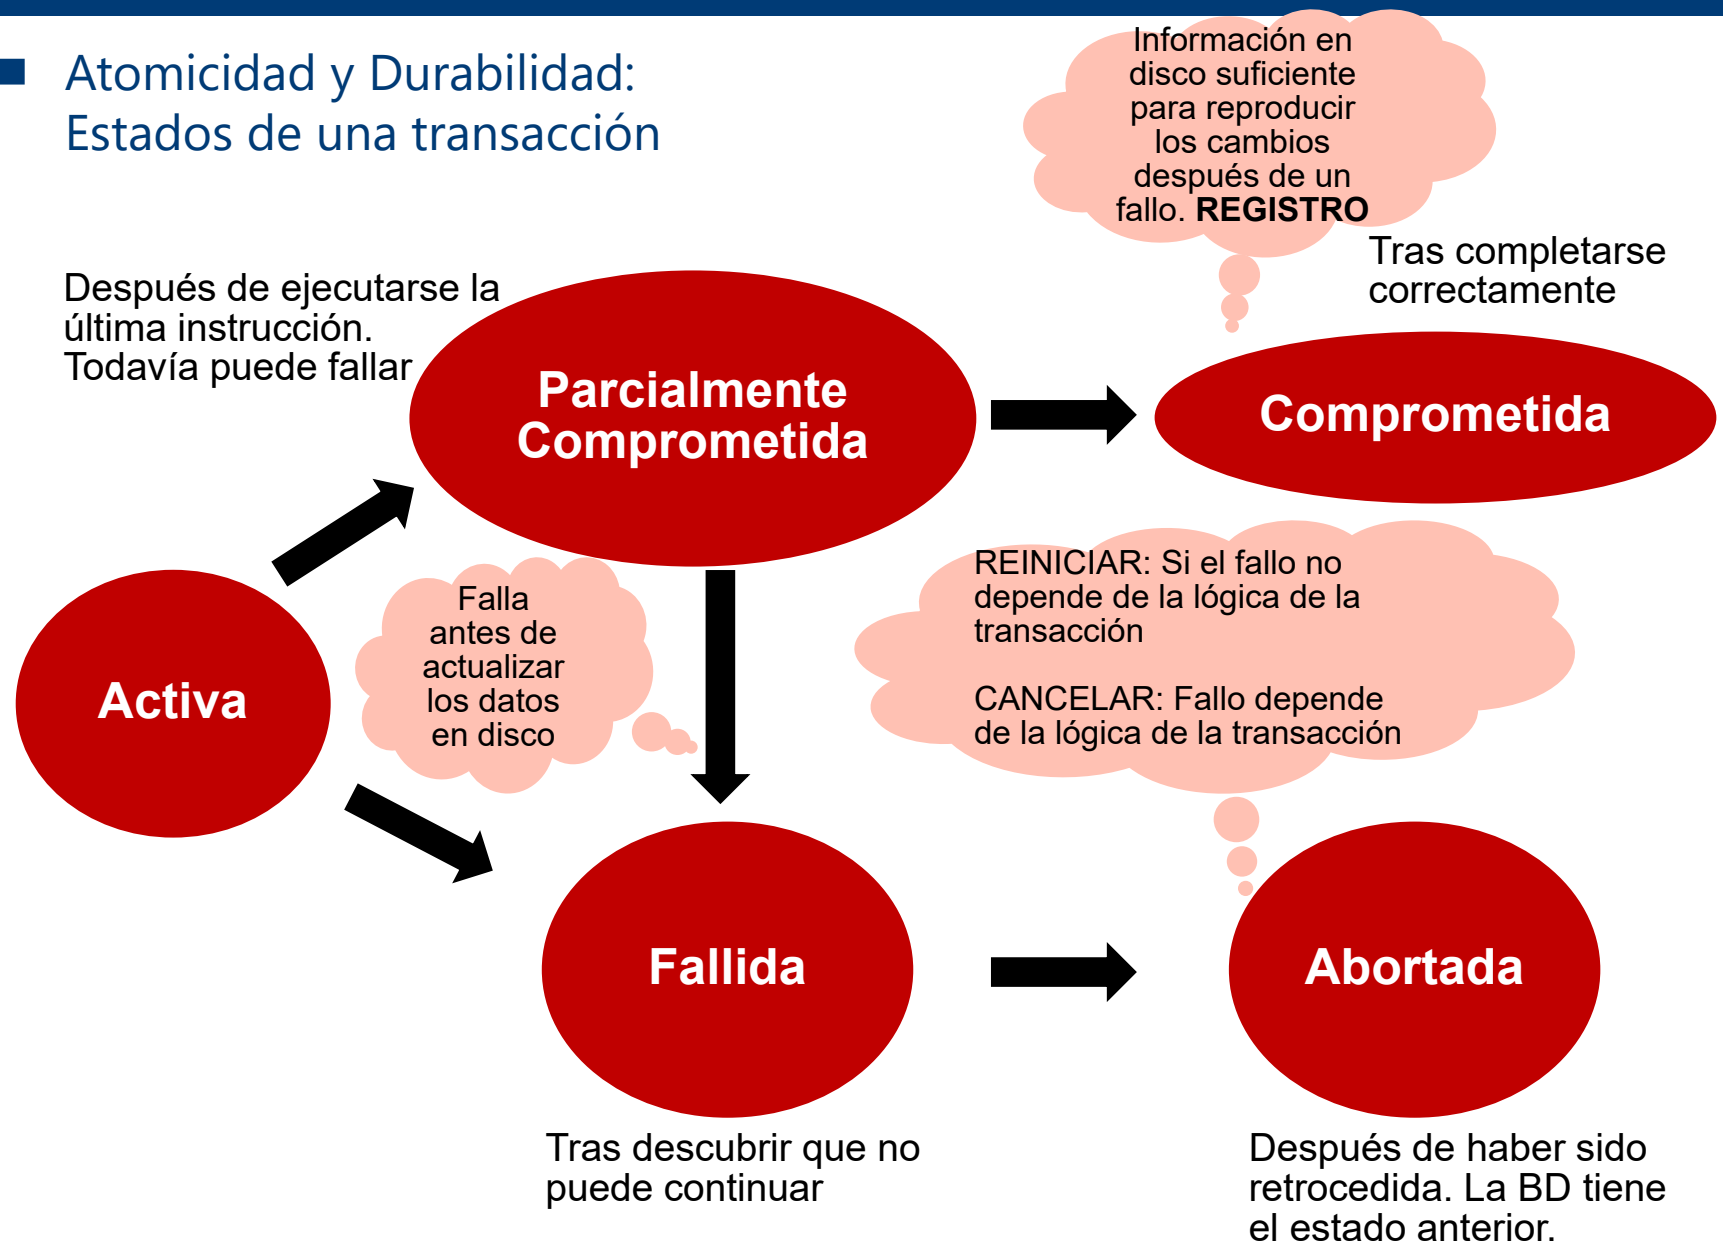 Atomicidad y Durabilidad:
Estados de una transacción
Información en
disco suficiente
para reproducir
los cambios
después de un
fallo. REGISTRO
Tras completarse
correctamente
Después de ejecutarse la
última instrucción.
Todavía puede fallar
Parcialmente
Comprometida
Comprometida
Falla
antes de
actualizar
los datos
en disco
REINICIAR: Si el fallo no
depende de la lógica de la
transacción
CANCELAR: Fallo depende
de la lógica de la transacción
Activa
Fallida
Abortada
Tras descubrir que no
puede continuar
Después de haber sido
retrocedida. La BD tiene
el estado anterior.